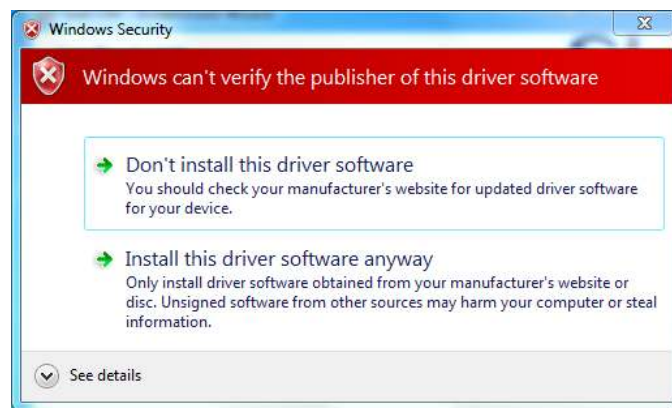 Windows Security
Windows can't verify the publisher of this driver software
Don't install this driver software
You should check your manufacturer's website for updated driver software
for your device.
Install this driver software anyway
Only install driver software obtained from your manufacturer's website or
disc. Unsigned software from other sources may harm your computer or steal
information.
See details